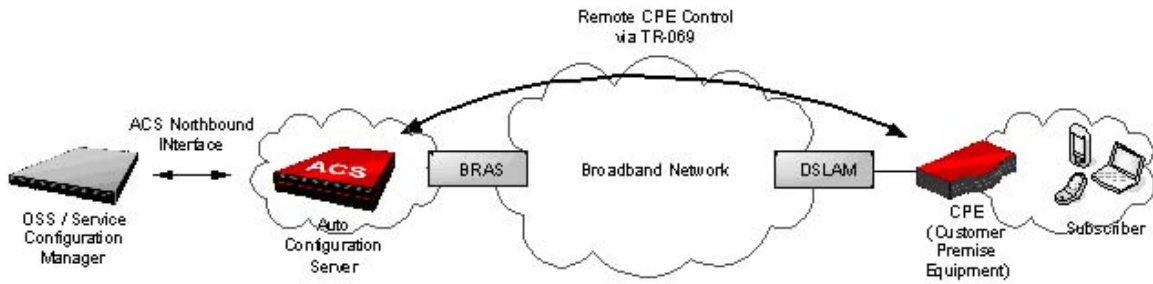 Remote CPE Control
via TR-069
ACS Northbound
INterface
ACS
BRAS
Broadband Network
DSLAM
OSS / Service
Configuration
Manager
Auto
Configuration
Server
CPE
(Customer
Premise
Equipment)
Subscriber